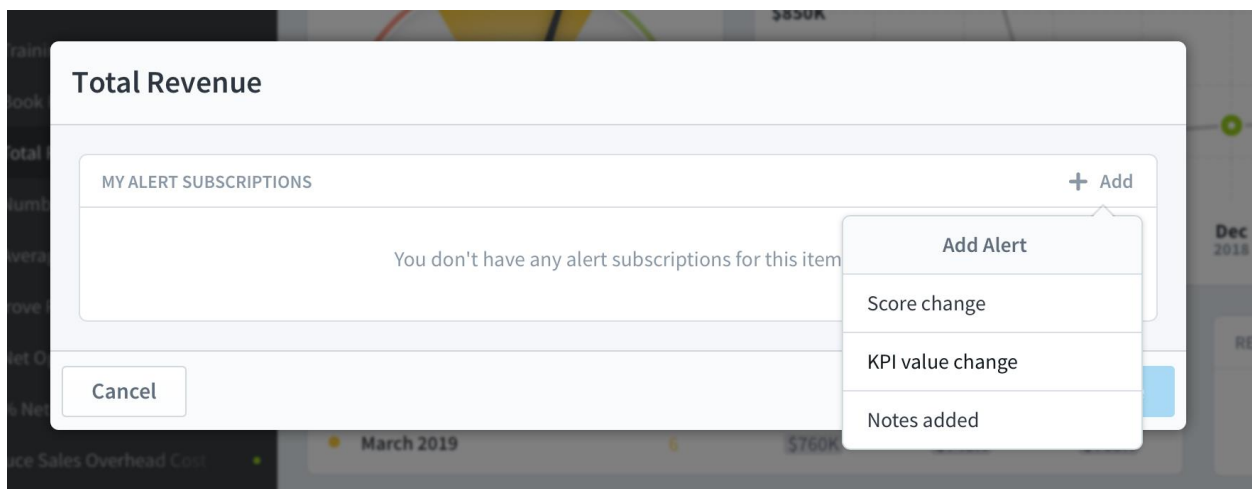 $850K
Total Revenue
MY ALERT SUBSCRIPTIONS
+ Add
You don't have any alert subscriptions for this item
Add Alert
Score change
KPI value change
Notes added
Cancel
Dec
2018
March 2019
6
$760K
uce Sales Overhead Cost